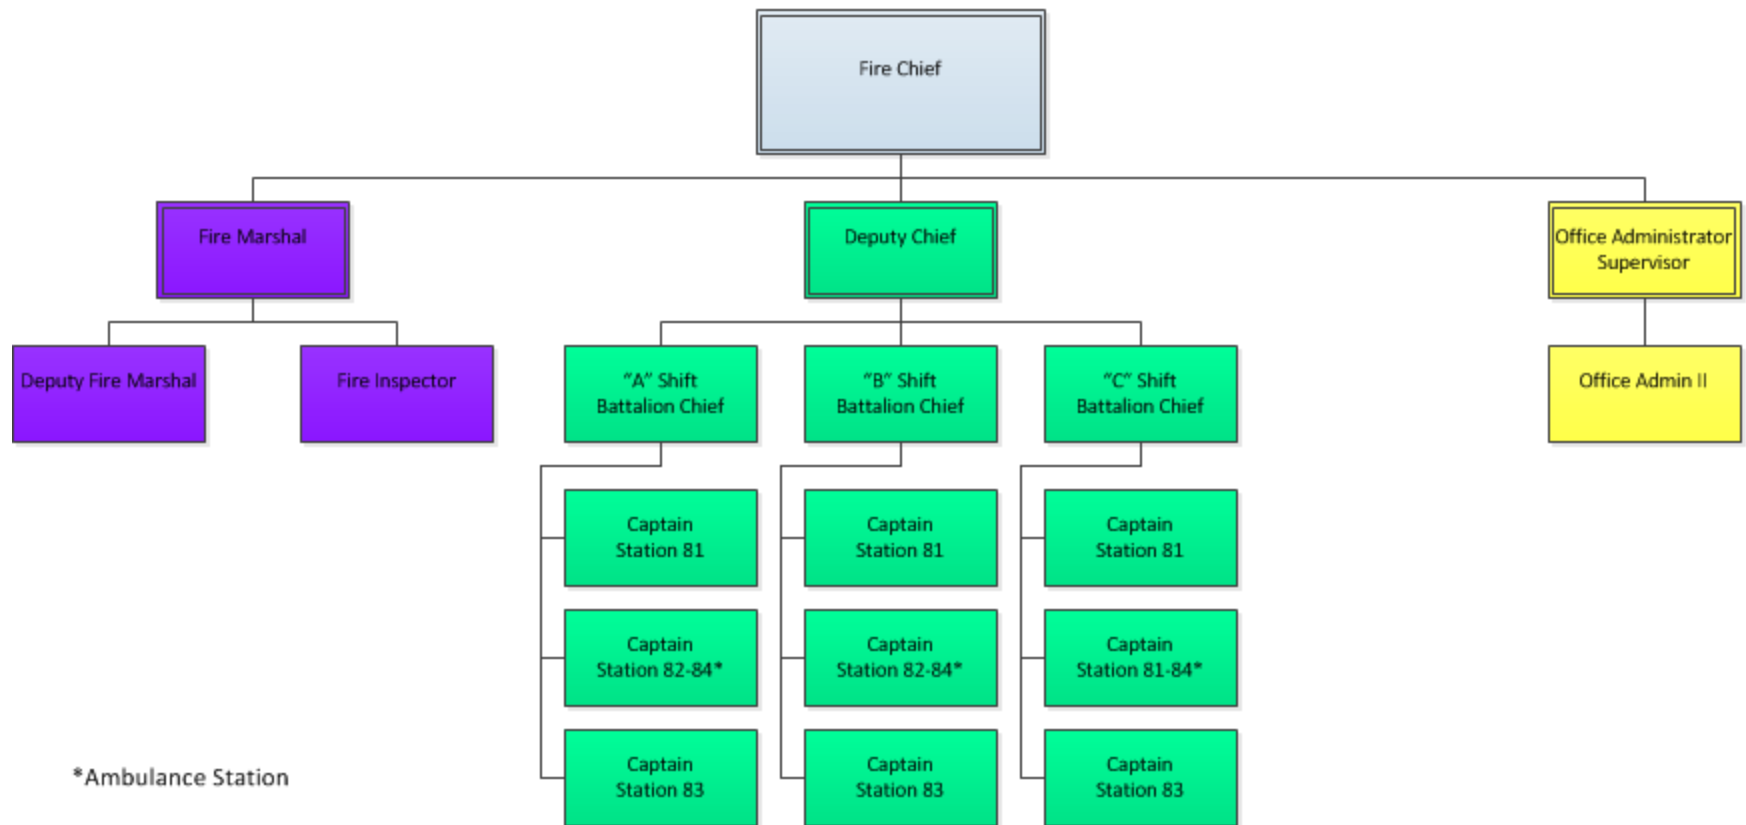 Fire Chief
Fire Marshal
Deputy Chief
Office Administrator
Supervisor
Deputy Fire Marshal
Fire Inspector
“A” Shift
Battalion Chief
“B” Shift
Battalion Chief
“C” Shift
Battalion Chief
Office Admin II
Captain
Station 81
Captain
Station 81
Captain
Station 81
Captain
Station 82-84*
Captain
Station 82-84*
Captain
Station 81-84*
Captain
Station 83
Captain
Station 83
Captain
Station 83
*Ambulance Station